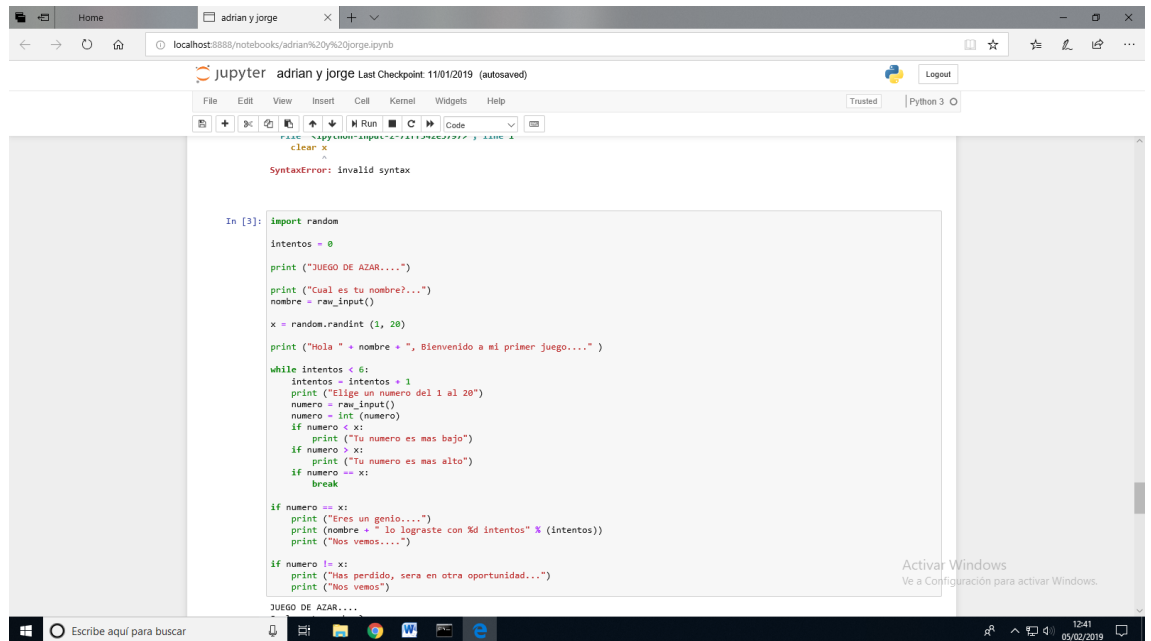 Home
adrian y jorge
localhost:8888/notebooks/adrian%20y%20jorge.ipynb
jupyter adrian y jorge Last Checkpoint: 11/01/2019 (autosaved)
Logout
File Edit View Insert Cell Kernel Widgets Help
Trusted Python 3
Run Code
clear x
^
SyntaxError: invalid syntax
In [3]: import random
intentos = 0
print ("JUEGO DE AZAR....")
print ("Cual es tu nombre?...")
nombre = raw_input()
x = random.randint (1, 20)
print ("Hola " + nombre + ", Bienvenido a mi primer juego...." )
while intentos < 6:
intentos = intentos + 1
print ("Elige un numero del 1 al 20")
numero = raw_input()
numero = int (numero)
if numero < x:
print ("Tu numero es mas bajo")
if numero > x:
print ("Tu numero es mas alto")
if numero == x:
break
if numero == x:
print ("Eres un genio....")
print (nombre + " lo lograste con %d intentos" % (intentos))
print ("Nos vemos....")
if numero != x:
print ("Has perdido, sera en otra oportunidad...")
print ("Nos vemos")
JUEGO DE AZAR....
Activar Windows
Ve a Configuración para activar Windows.
Escribe aquí para buscar
12:41
05/02/2019